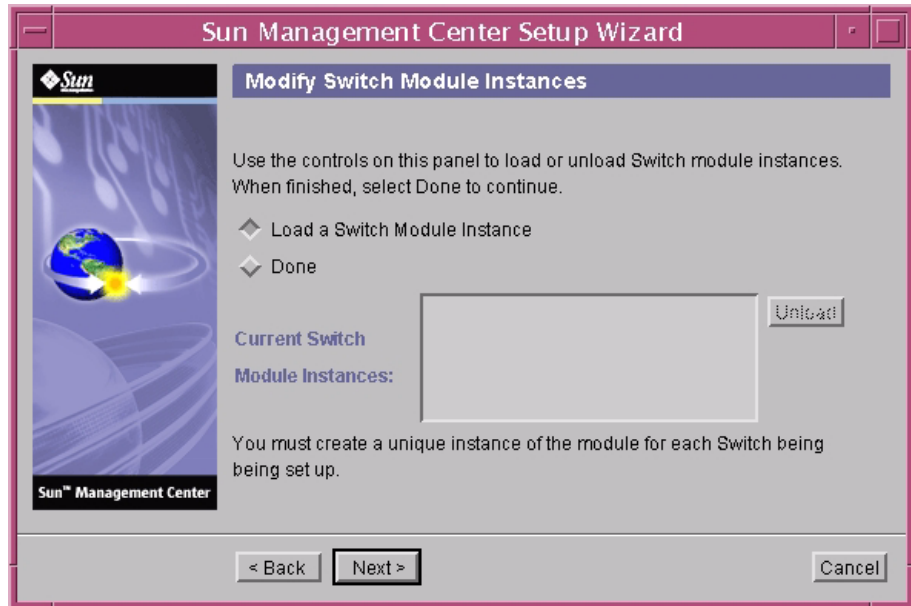 Sun Management Center Setup Wizard
Sun
Modify Switch Module Instances
Use the controls on this panel to load or unload Switch module instances.
When finished, select Done to continue.
Load a Switch Module Instance
Done
Unload
Current Switch
Module Instances:
You must create a unique instance of the module for each Switch being
being set up.
Sun™ Management Center
< Back
Next >
Cancel